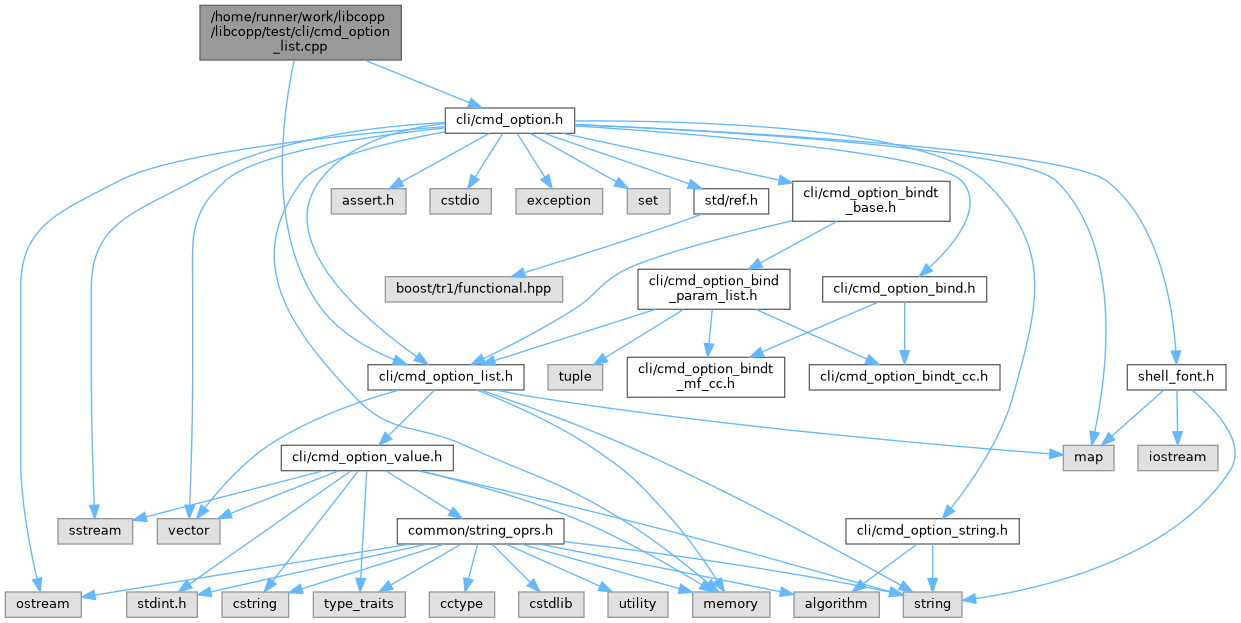 /home/runner/work/libcopp
/libcopp/test/cli/cmd_option
_list.cpp
cli/cmd_option.h
assert.h
cstdio
exception
set
std/ref.h
cli/cmd_option_bindt
_base.h
boost/tr1/functional.hpp
cli/cmd_option_bind
_param_list.h
cli/cmd_option_bind.h
cli/cmd_option_list.h
tuple
cli/cmd_option_bindt
_mf_cc.h
cli/cmd_option_bindt_cc.h
shell_font.h
cli/cmd_option_value.h
map
iostream
sstream
vector
common/string_oprs.h
cli/cmd_option_string.h
ostream
stdint.h
cstring
type_traits
cctype
cstdlib
utility
memory
algorithm
string